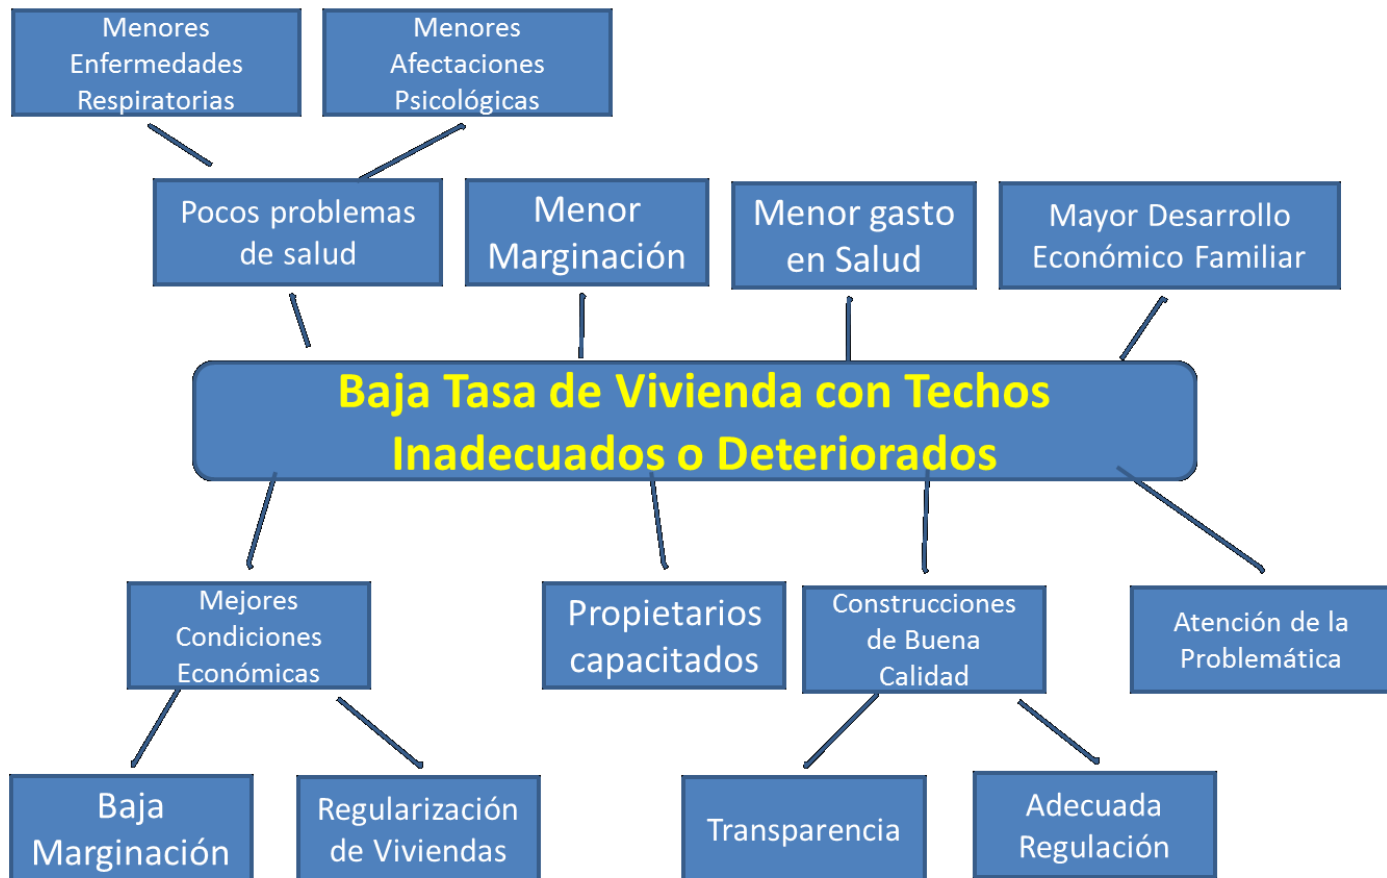 Menores
Enfermedades
Respiratorias
Menores
Afectaciones
Psicológicas
Pocos problemas
de salud
Menor
Marginación
Menor gasto
en Salud
Mayor Desarrollo
Económico Familiar
Baja Tasa de Vivienda con Techos
Inadecuados o Deteriorados
Mejores
Condiciones
Económicas
Propietarios
capacitados
Construcciones
de Buena
Calidad
Atención de la
Problemática
Baja
Marginación
Regularización
de Viviendas
Transparencia
Adecuada
Regulación